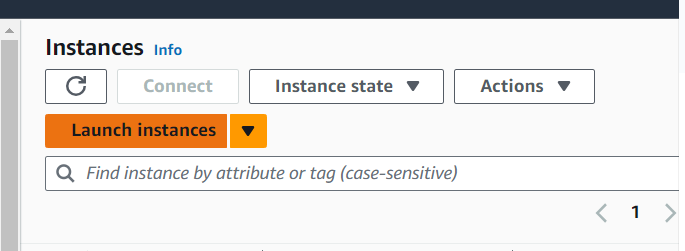 Instances Info
Connect Instance state Actions
Launch instances
Find instance by attribute or tag (case-sensitive)
1